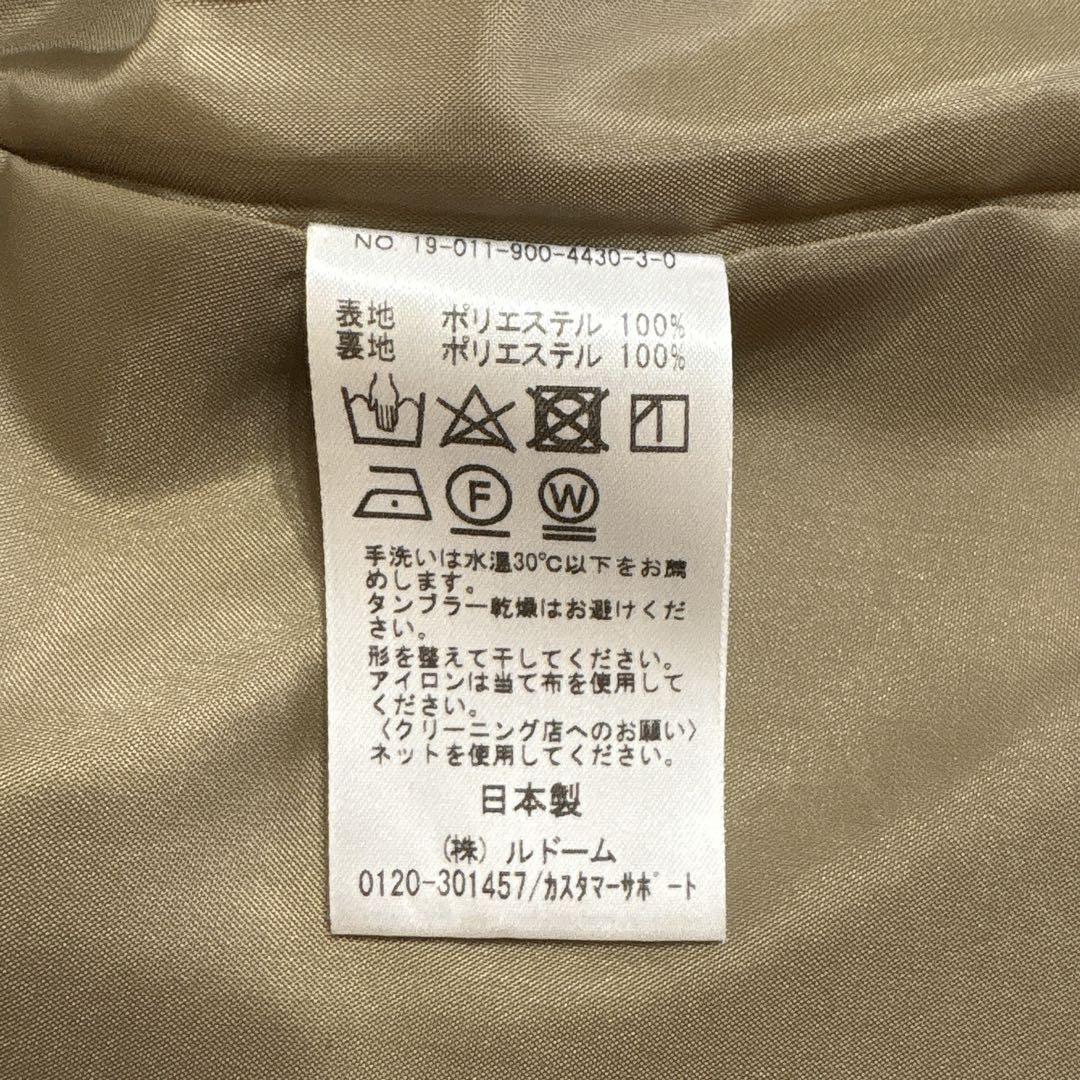 NO 19-011-900-4430-3-0
表地 ポリエステル 100%
裏地 ポリエステル 100%
F W
手洗いは水温30℃以下をお薦
めします。
タンブラー乾燥はお避けくだ
さい。
形を整えて干してください。
アイロンは当て布を使用して
ください。
〈クリーニング店へのお願い〉
ネットを使用してください。
日本製
(株) ルドーム
0120-301457/カスタマーサポート